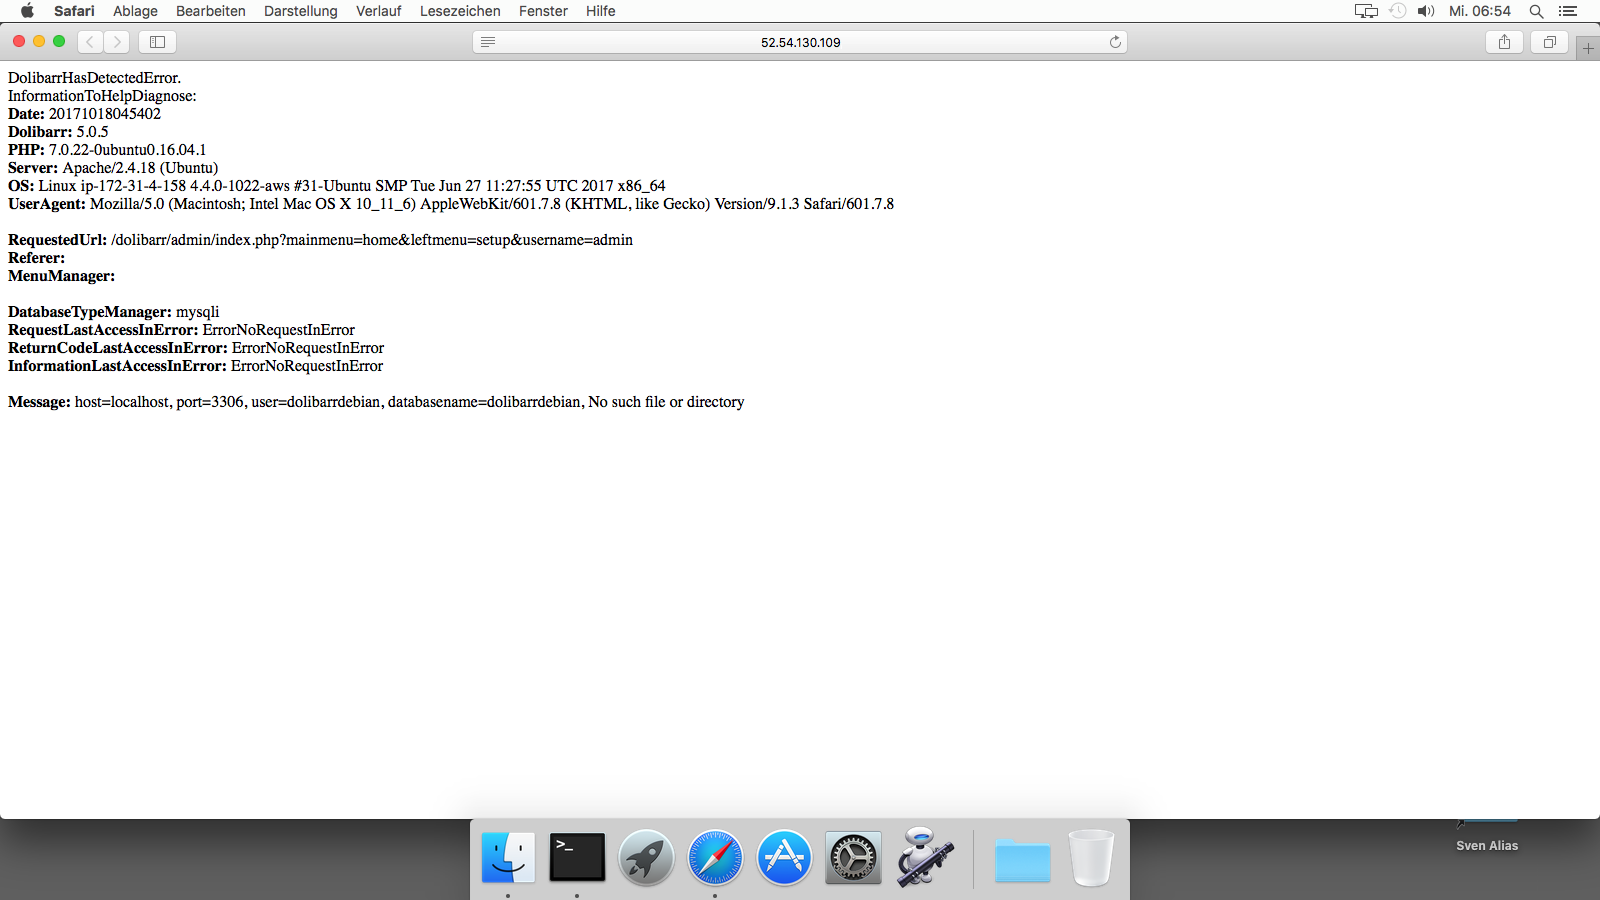 Safari Ablage Bearbeiten Darstellung Verlauf Lesezeichen Fenster Hilfe Mi. 06:54
52.54.130.109
DolibarrHasDetectedError.
InformationToHelpDiagnose:
Date: 20171018045402
Dolibarr: 5.0.5
PHP: 7.0.22-0ubuntu0.16.04.1
Server: Apache/2.4.18 (Ubuntu)
OS: Linux ip-172-31-4-158 4.4.0-1022-aws #31-Ubuntu SMP Tue Jun 27 11:27:55 UTC 2017 x86_64
UserAgent: Mozilla/5.0 (Macintosh; Intel Mac OS X 10_11_6) AppleWebKit/601.7.8 (KHTML, like Gecko) Version/9.1.3 Safari/601.7.8
RequestedUrl: /dolibarr/admin/index.php?mainmenu=home&leftmenu=setup&username=admin
Referer:
MenuManager:
DatabaseTypeManager: mysqli
RequestLastAccessInError: ErrorNoRequestInError
ReturnCodeLastAccessInError: ErrorNoRequestInError
InformationLastAccessInError: ErrorNoRequestInError
Message: host=localhost, port=3306, user=dolibarrdebian, databasename=dolibarrdebian, No such file or directory
Sven Alias
>_